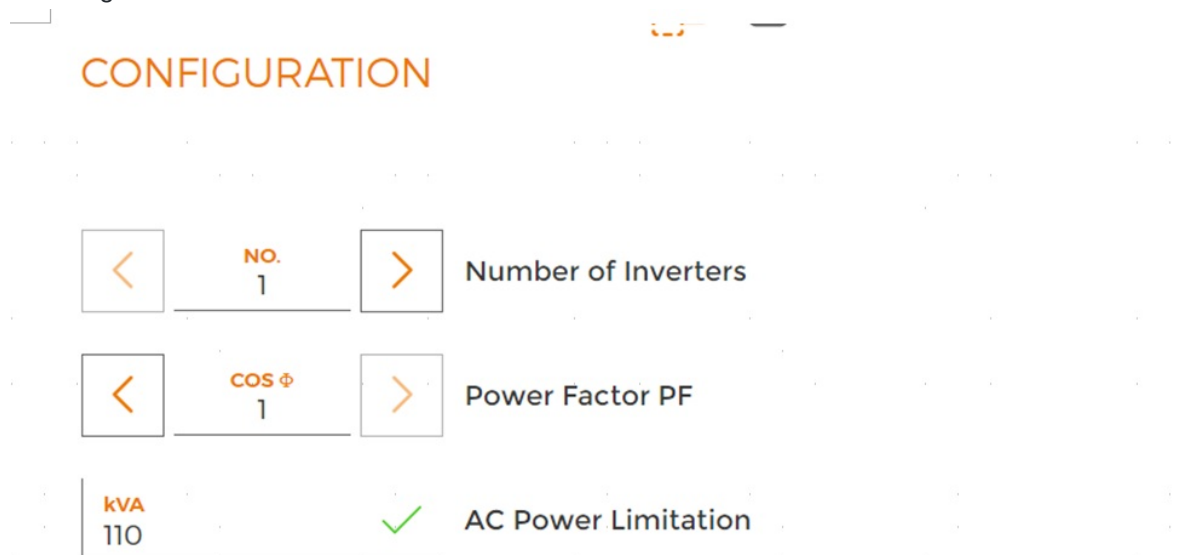 CONFIGURATION
NO.
1
Number of Inverters
COS Φ
1
Power Factor PF
kVA
110
AC Power Limitation